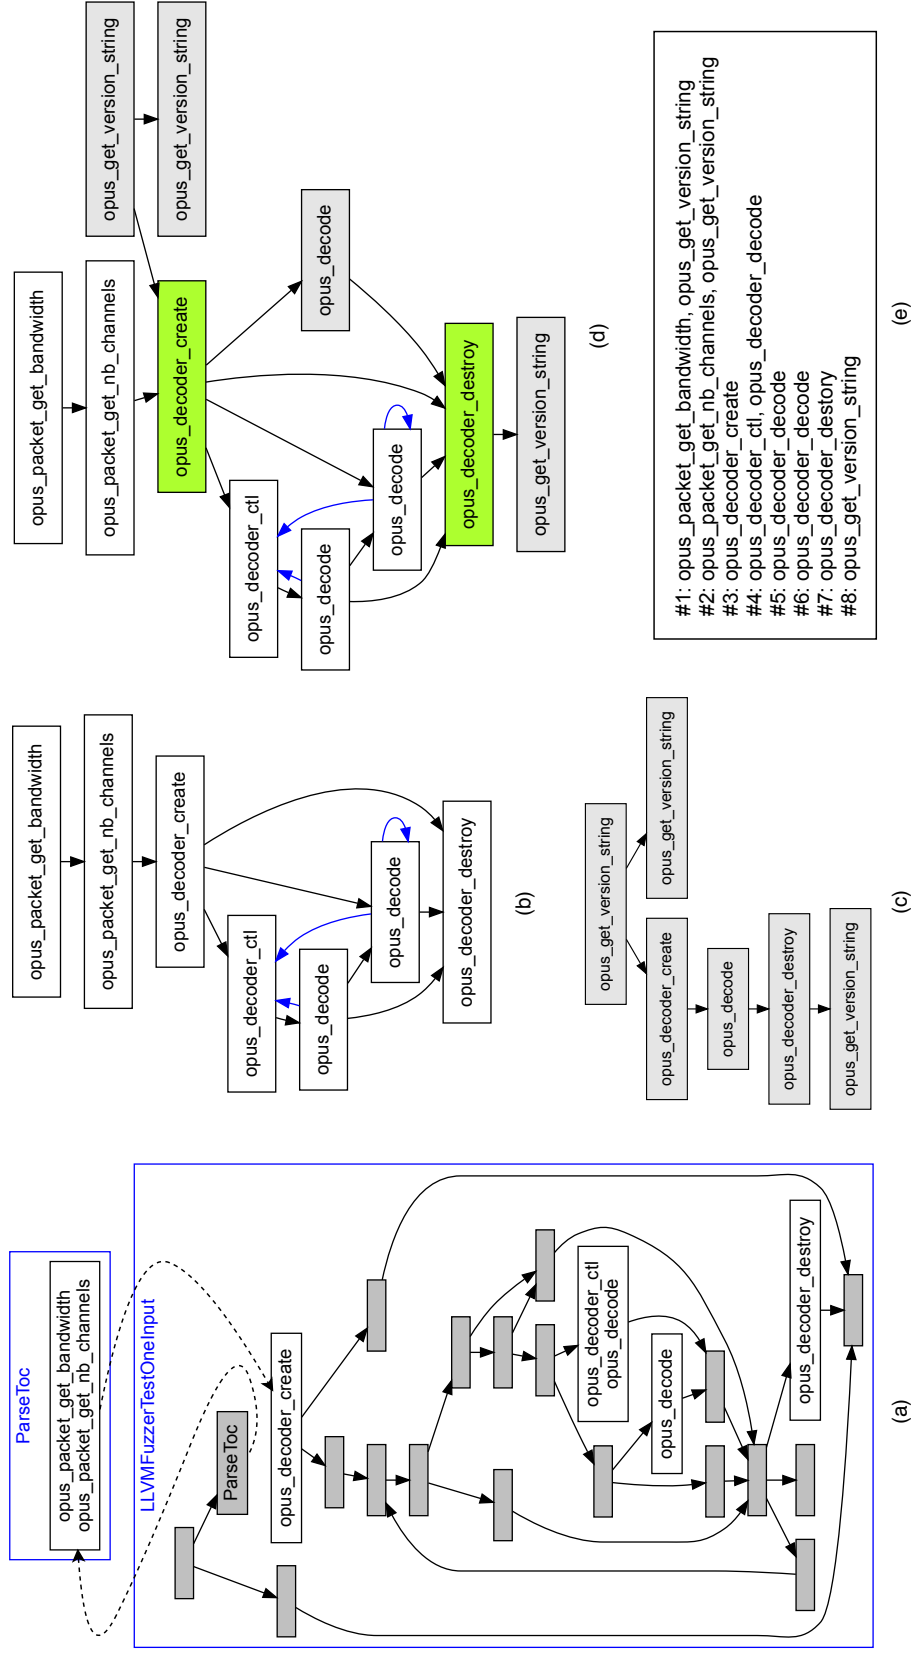 ParseToc
opus_packet_get_bandwidth
opus_packet_get_nb_channels
LLVMFuzzerTestOneInput
ParseToc
opus_decoder_create
opus_decoder_ctl
opus_decode
opus_decode
opus_decoder_destroy
(a)
opus_packet_get_bandwidth
opus_packet_get_nb_channels
opus_decoder_create
opus_decoder_ctl
opus_decode
opus_decode
opus_decoder_destroy
(b)
opus_get_version_string
opus_decoder_create
opus_get_version_string
opus_decode
opus_decoder_destroy
opus_get_version_string
(c)
opus_packet_get_bandwidth
opus_get_version_string
opus_packet_get_nb_channels
opus_get_version_string
opus_decoder_create
opus_decoder_ctl
opus_decode
opus_decode
opus_decode
opus_decoder_destroy
opus_get_version_string
(d)
#1: opus_packet_get_bandwidth, opus_get_version_string
#2: opus_packet_get_nb_channels, opus_get_version_string
#3: opus_decoder_create
#4: opus_decoder_ctl, opus_decoder_decode
#5: opus_decoder_decode
#6: opus_decoder_decode
#7: opus_decoder_destory
#8: opus_get_version_string
(e)